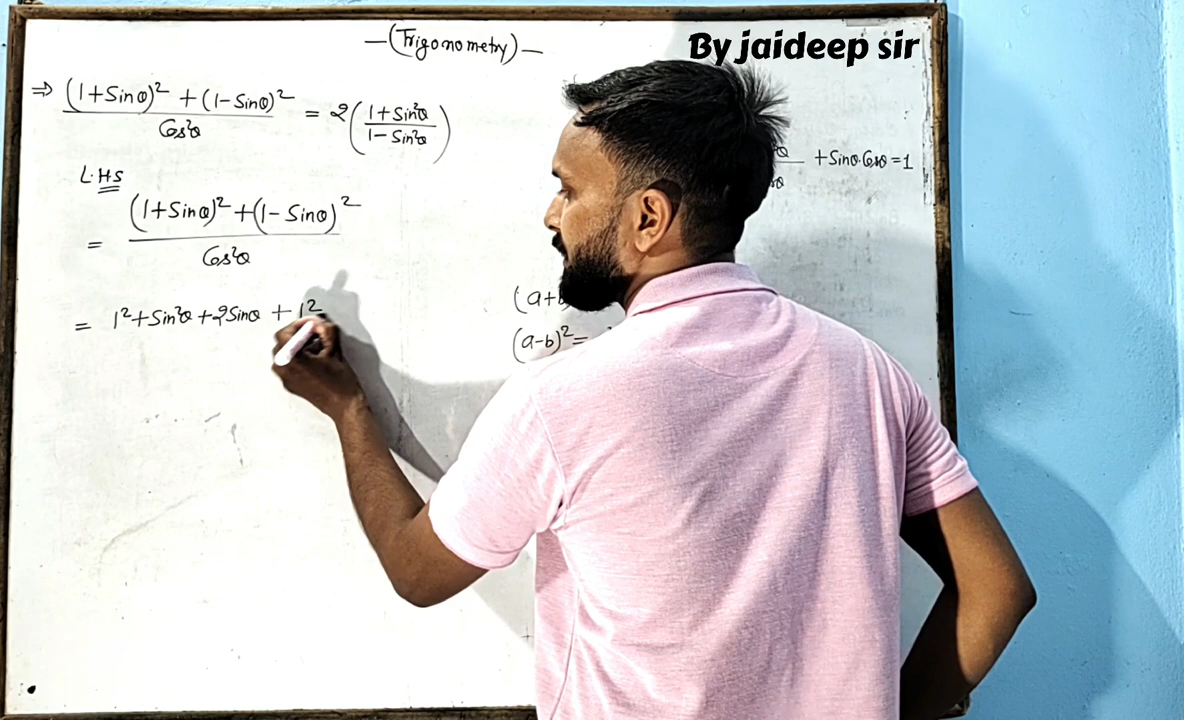 —(Trigonometry)—
By jaideep sir
⇒ (1+Sinθ)² + (1-Sinθ)² / Cos²θ = 2(1+Sin²θ / 1-Sin²θ)
+ Sinθ·Cosθ = 1
L·HS
= (1+Sinθ)² + (1-Sinθ)² / Cos²θ
= 1² + Sin²θ + 2Sinθ + 1²
(a+b
(a-b)² =